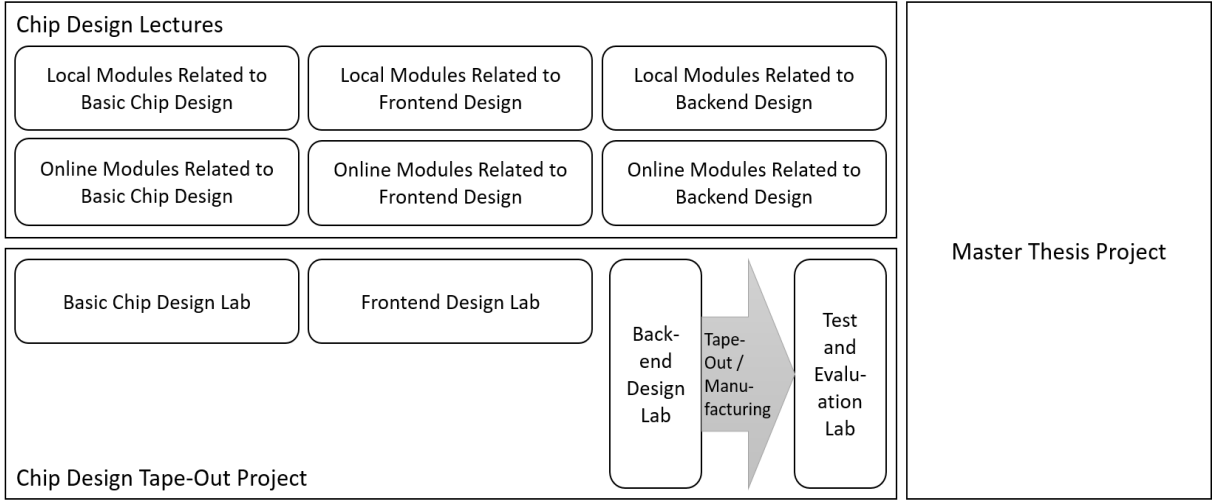 Chip Design Lectures
Local Modules Related to
Basic Chip Design
Local Modules Related to
Frontend Design
Local Modules Related to
Backend Design
Online Modules Related to
Basic Chip Design
Online Modules Related to
Frontend Design
Online Modules Related to
Backend Design
Basic Chip Design Lab
Frontend Design Lab
Back-
end
Design
Lab
Tape-
Out /
Manu-
facturing
Test
and
Evalu-
ation
Lab
Chip Design Tape-Out Project
Master Thesis Project